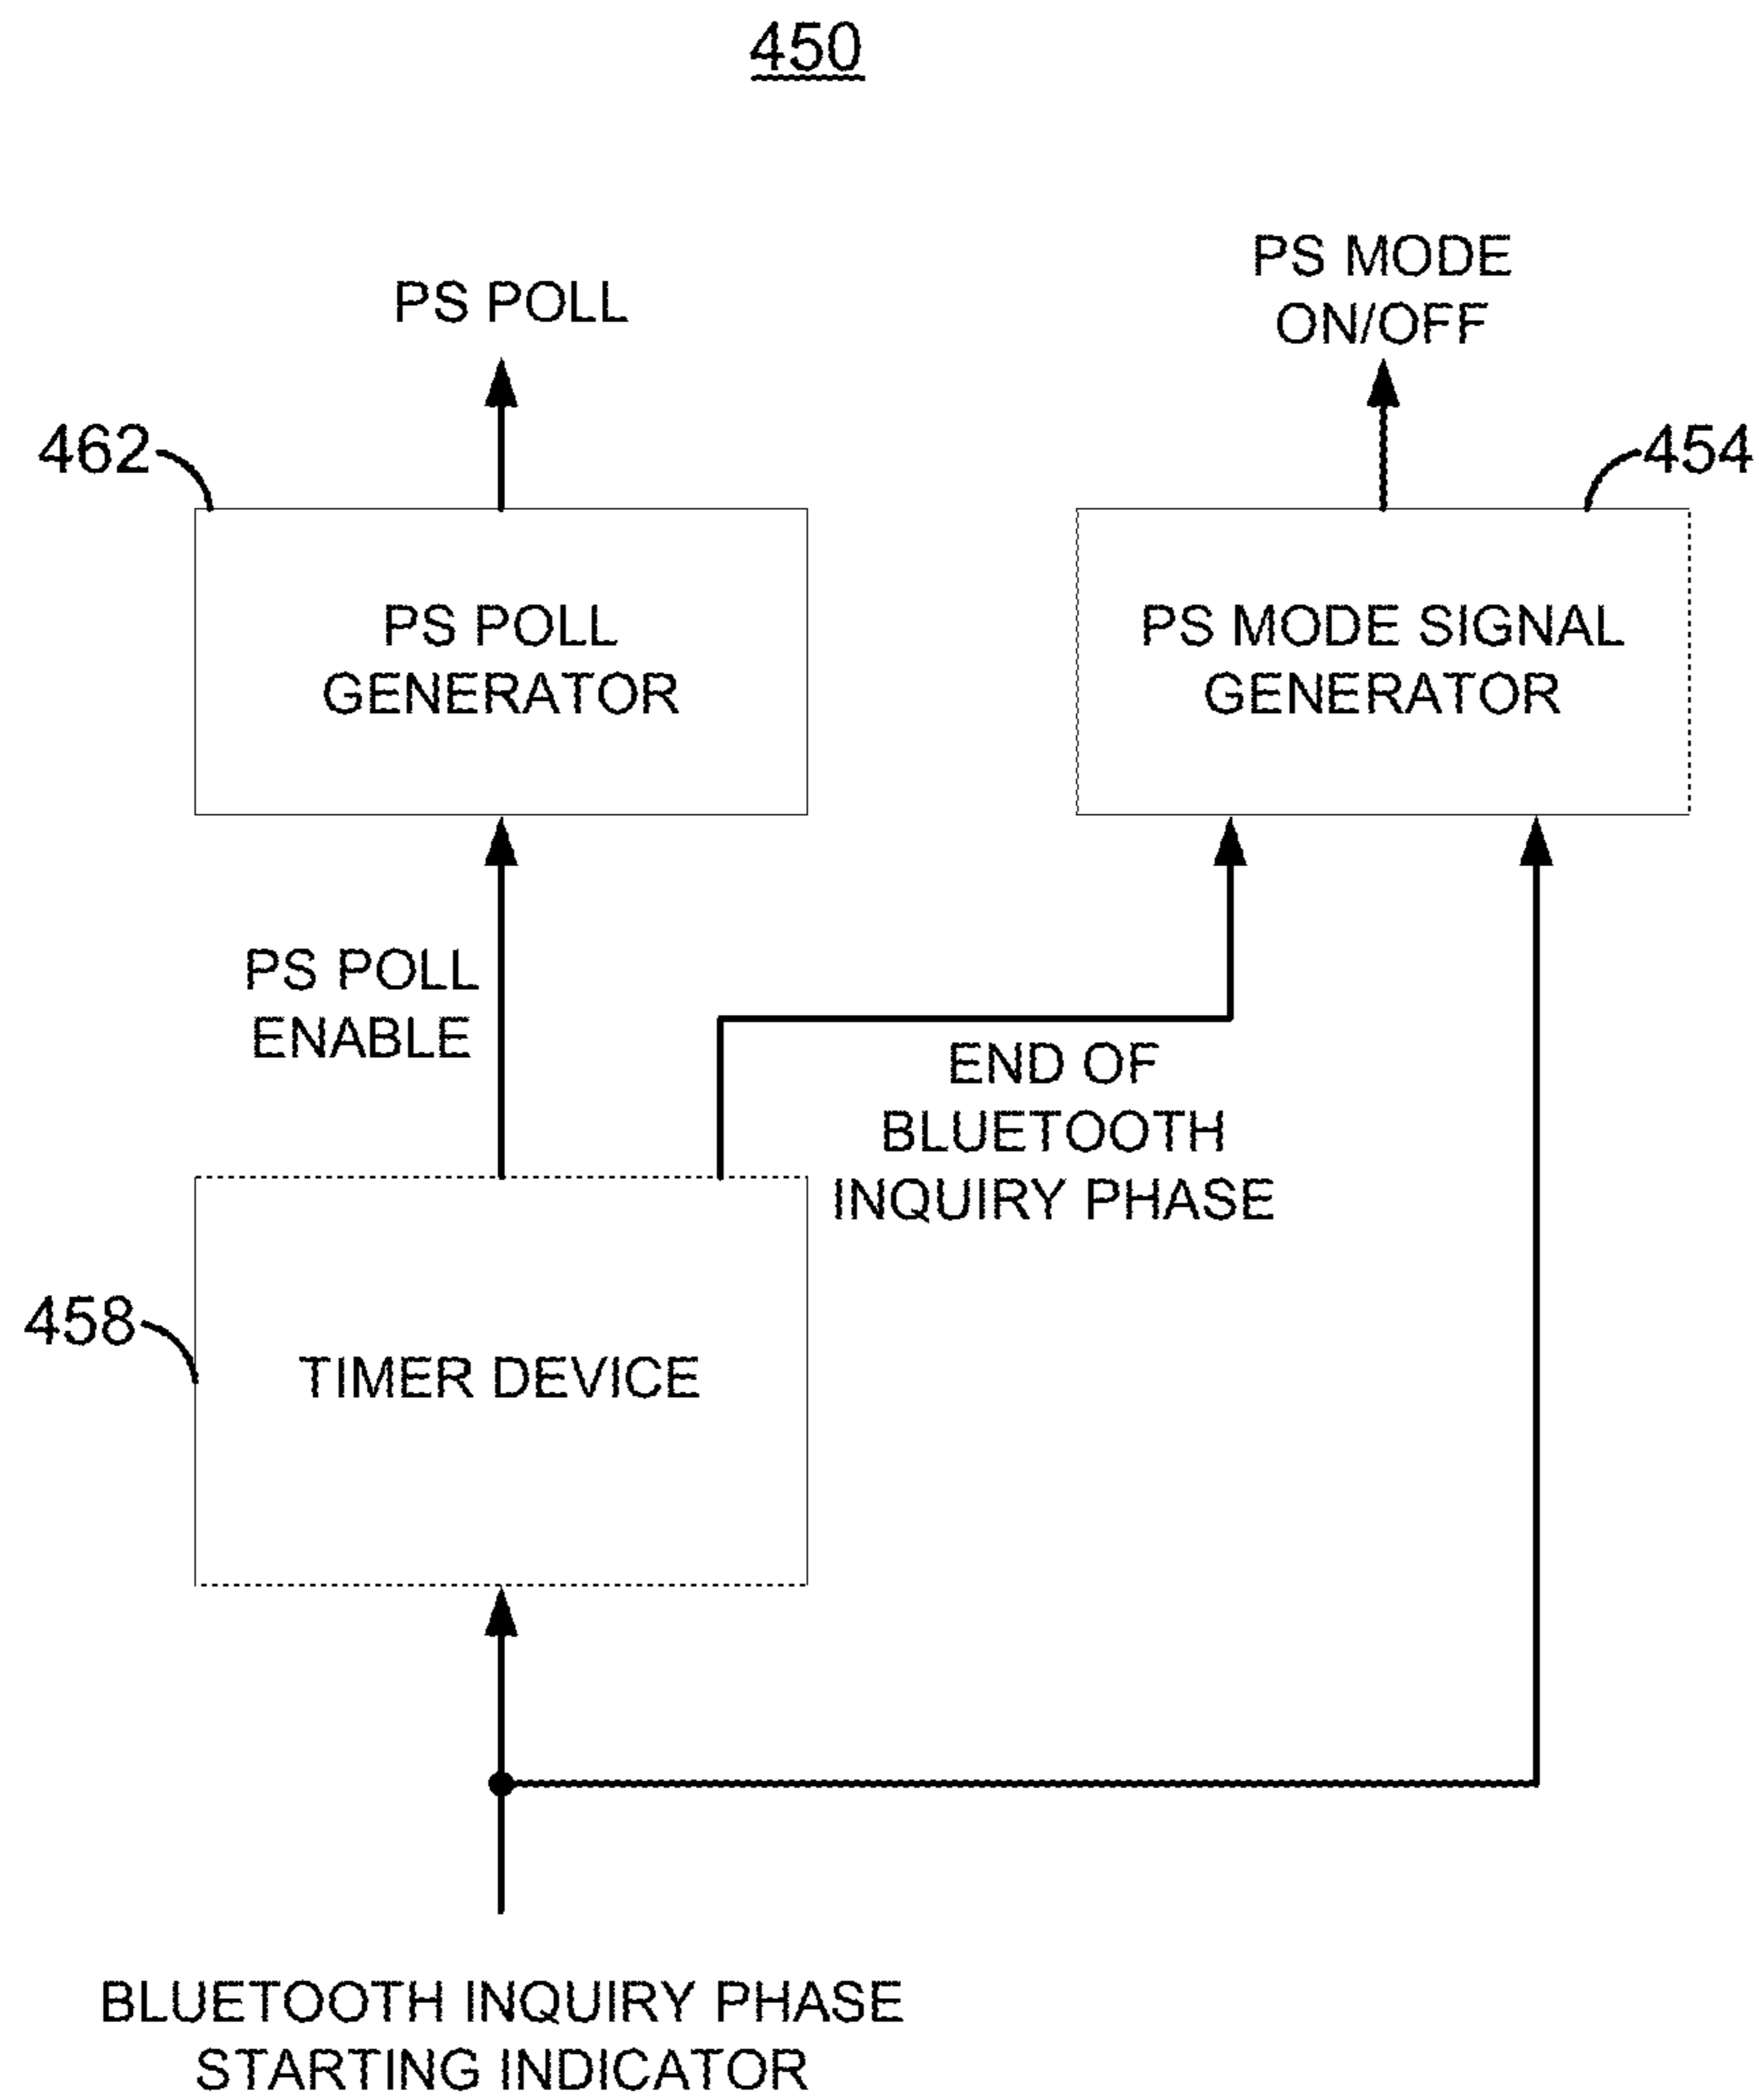 450
PS POLL
PS MODE
ON/OFF
462
454
PS POLL
GENERATOR
PS MODE SIGNAL
GENERATOR
PS POLL
ENABLE
END OF
BLUETOOTH
INQUIRY PHASE
458
TIMER DEVICE
BLUETOOTH INQUIRY PHASE
STARTING INDICATOR